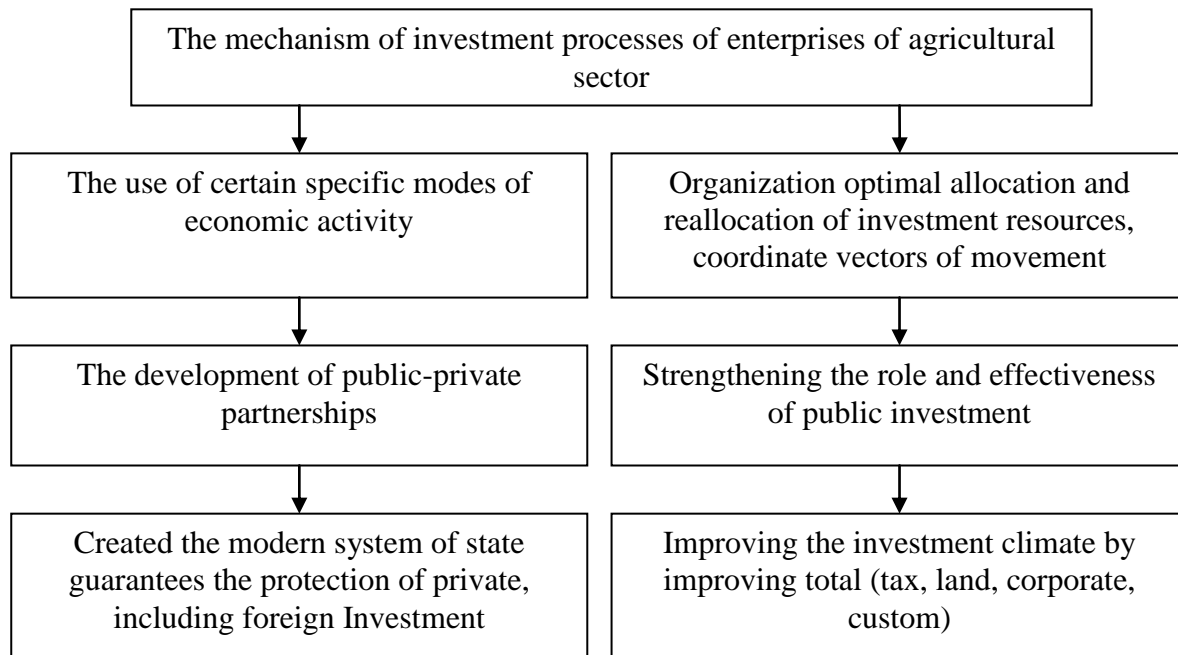 The mechanism of investment processes of enterprises of agricultural
sector
The use of certain specific modes of
economic activity
Organization optimal allocation and
reallocation of investment resources,
coordinate vectors of movement
The development of public-private
partnerships
Strengthening the role and effectiveness
of public investment
Created the modern system of state
guarantees the protection of private,
including foreign Investment
Improving the investment climate by
improving total (tax, land, corporate,
custom)